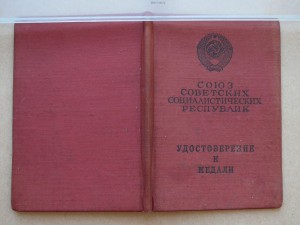 СОЮЗ
СОВЕТСКИХ
СОЦИАЛИСТИЧЕСКИХ
РЕСПУБЛИК
УДОСТОВЕРЕНИЕ
К
МЕДАЛИ